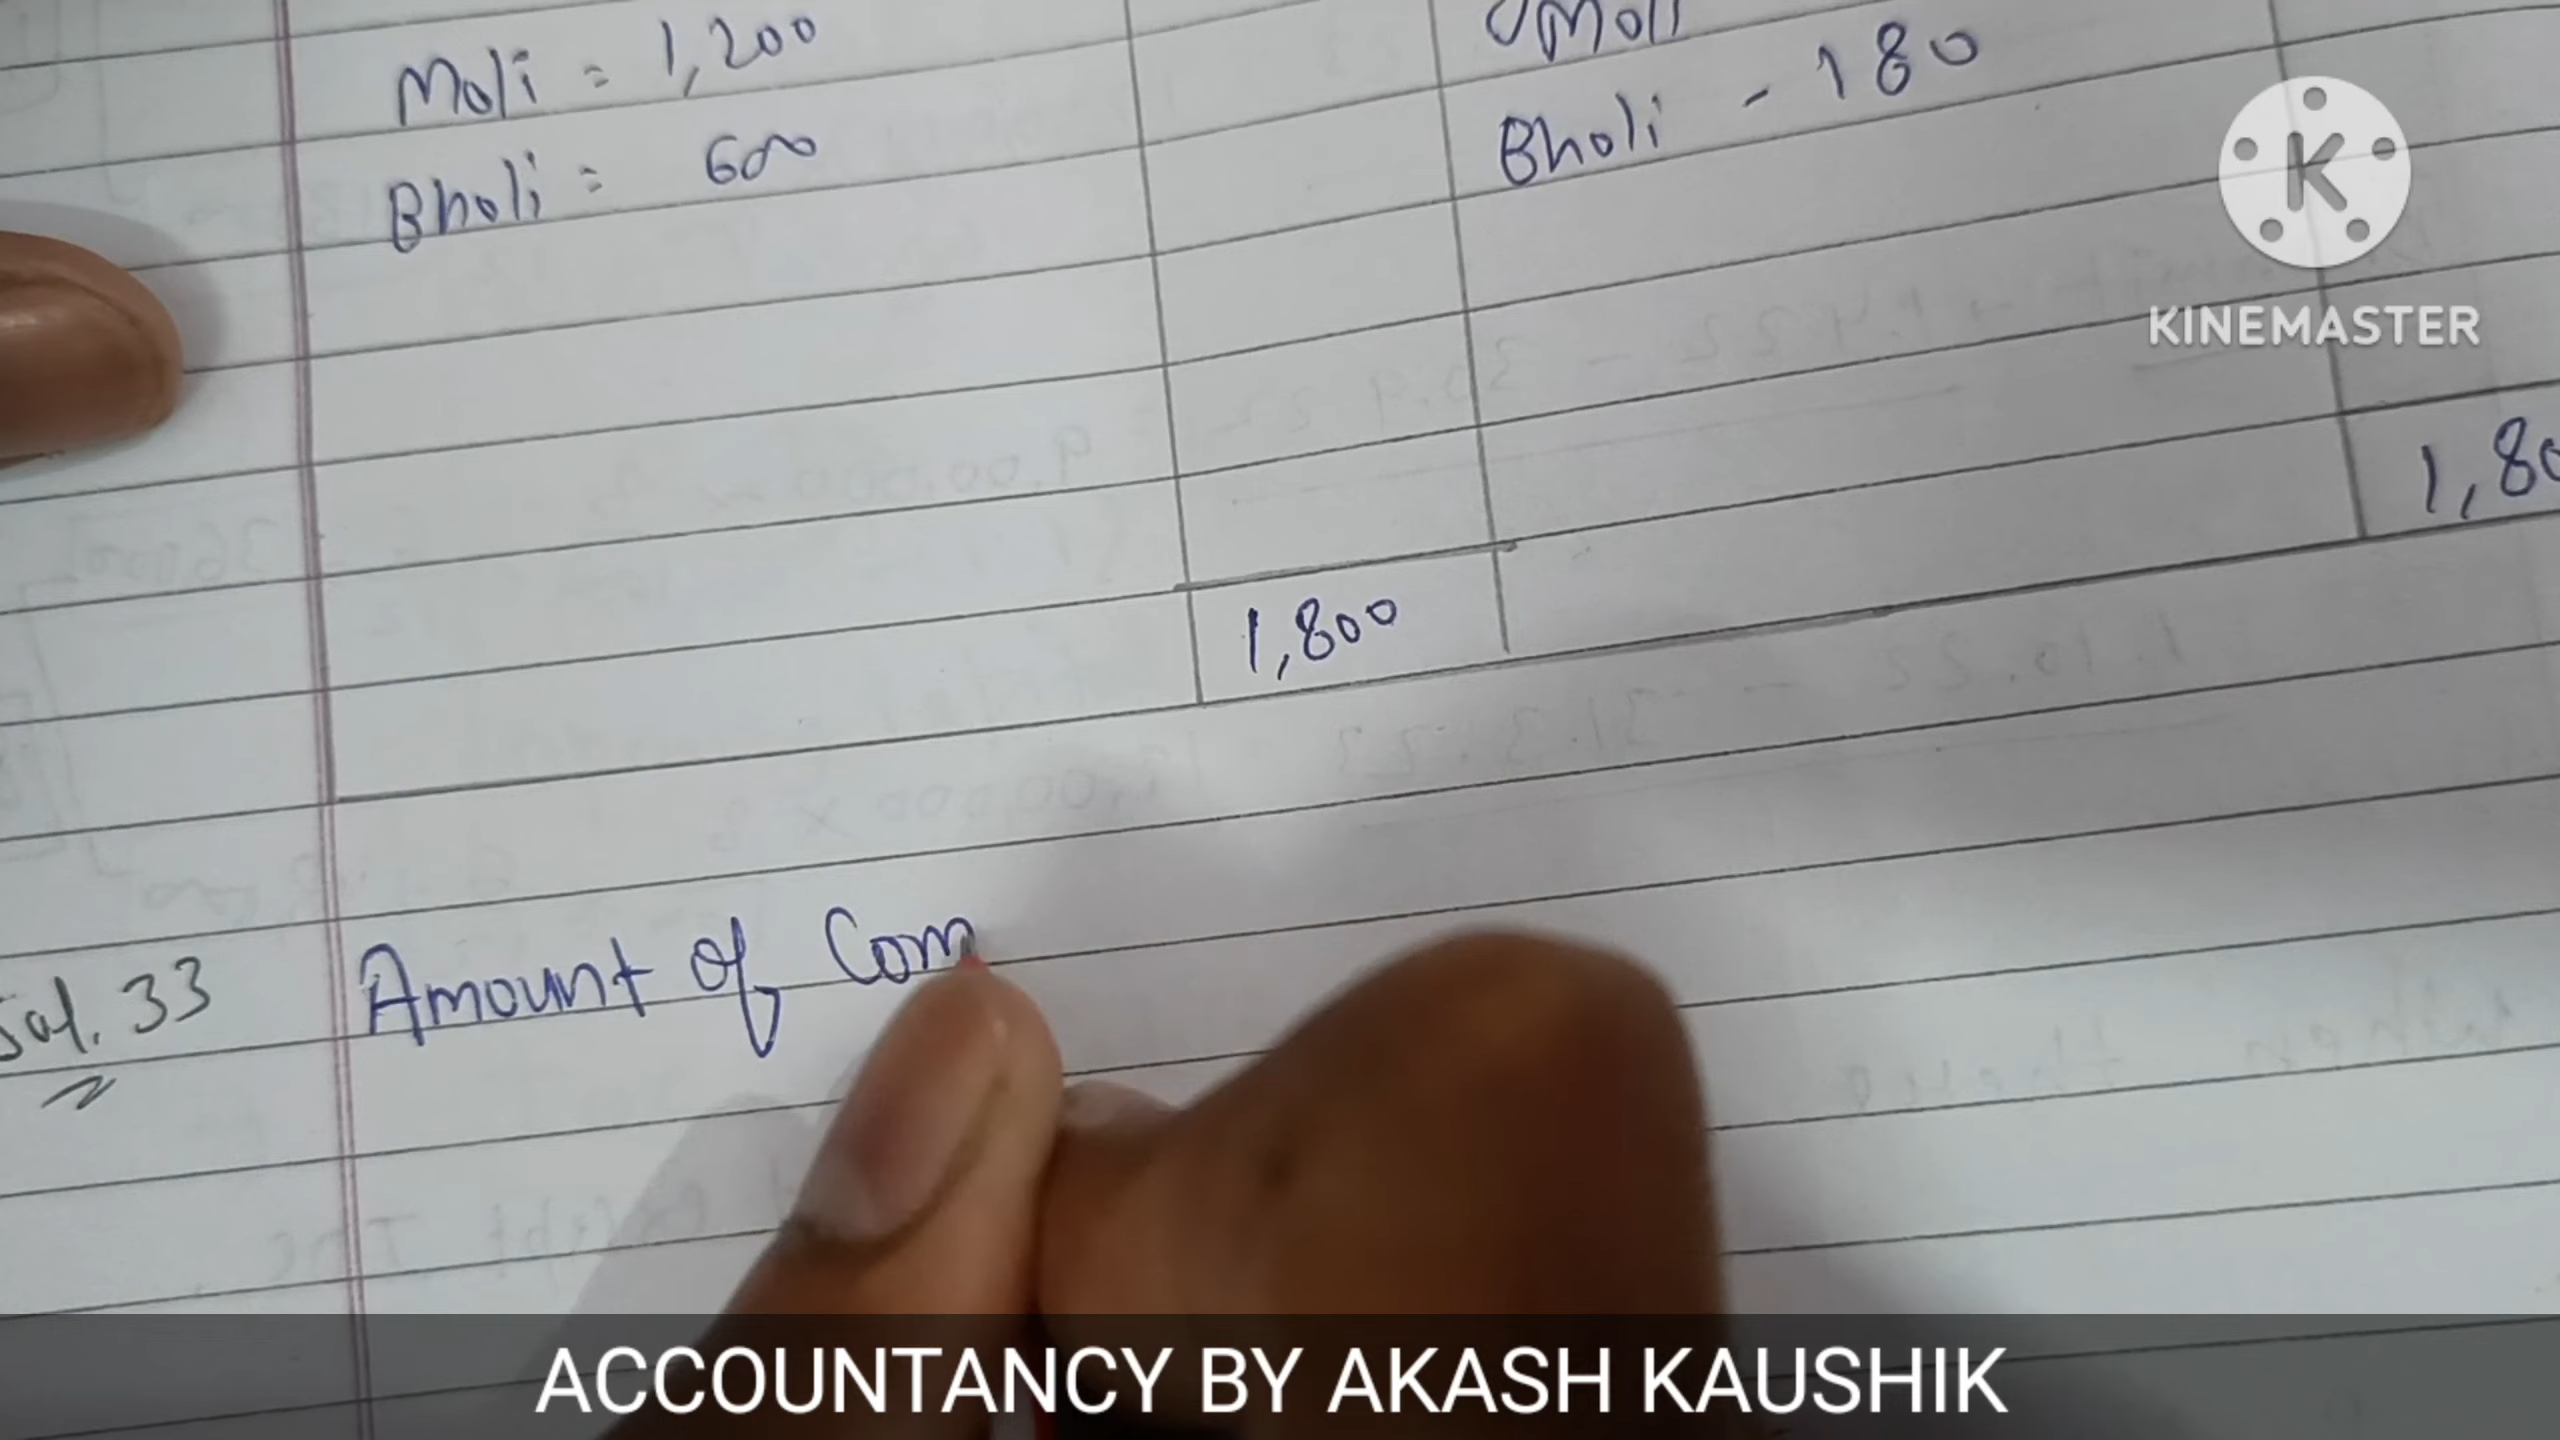 Moli = 1,200
Bholi = 600
Moli
Bholi - 180
KINEMASTER
1,80
1,800
Sol. 33
Amount of Com
ACCOUNTANCY BY AKASH KAUSHIK